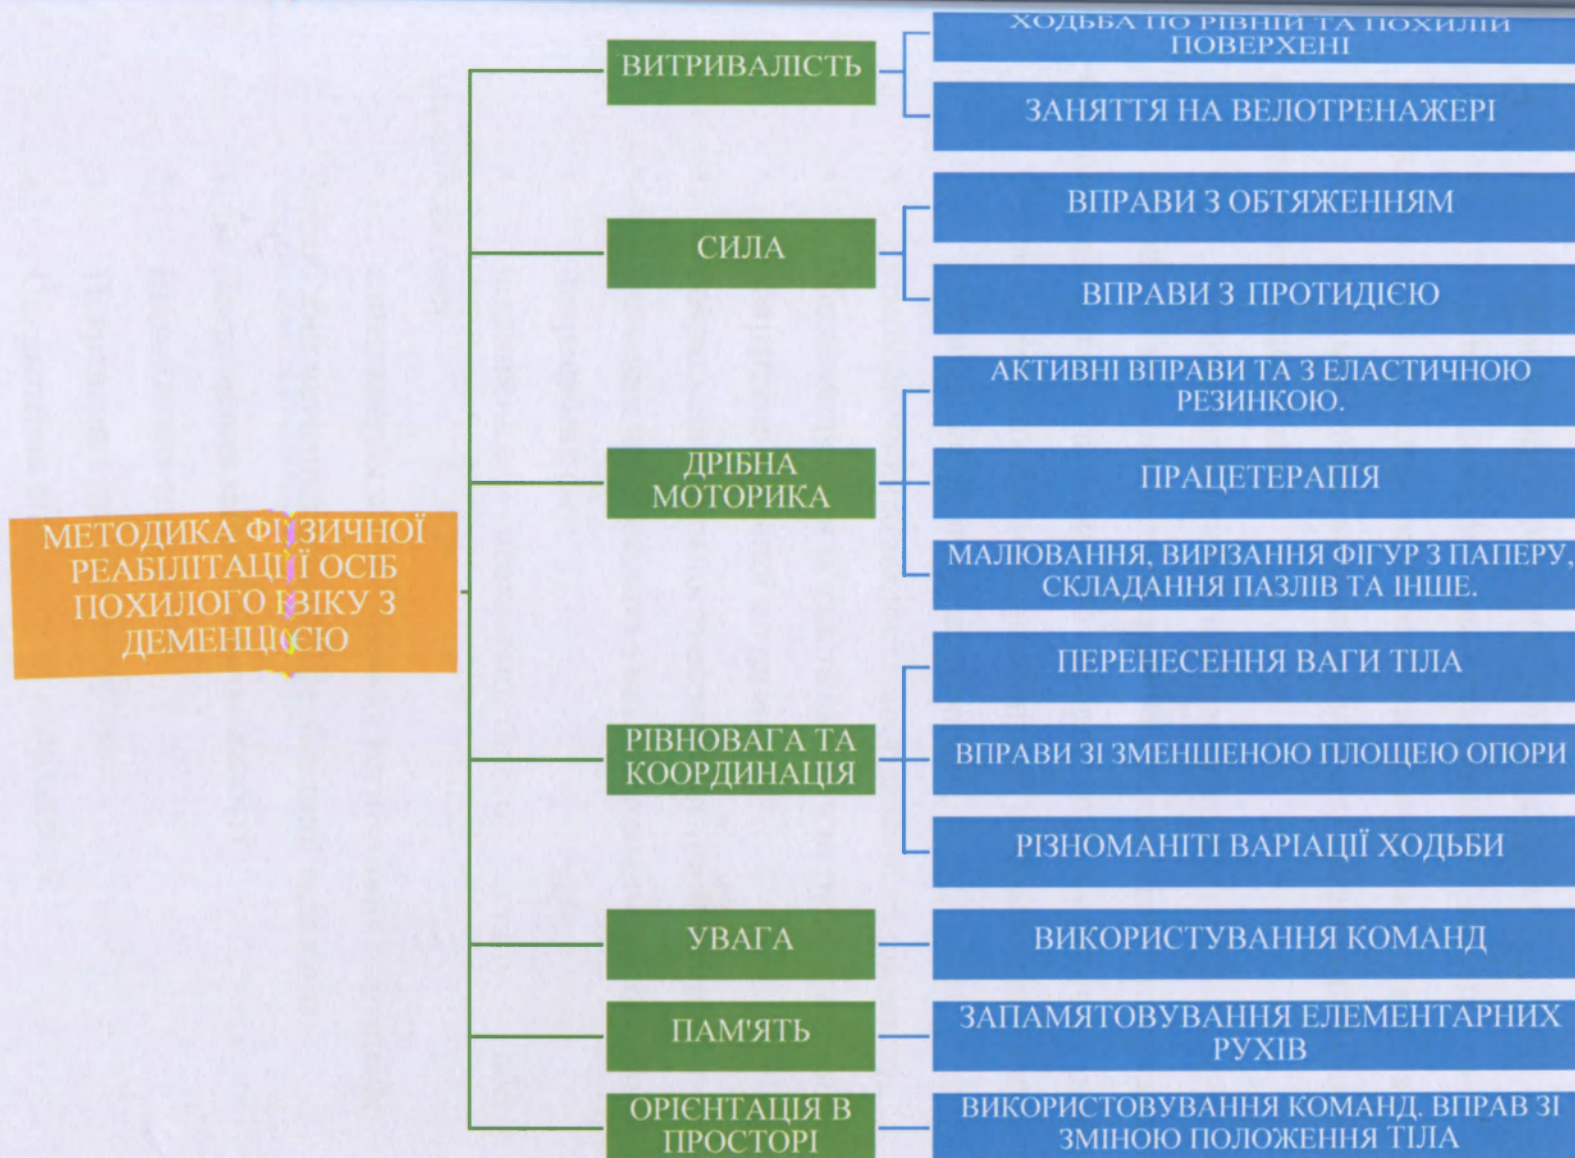 МЕТОДИКА ФІЗИЧНОЇ
РЕАБІЛІТАЦІЇ ОСІБ
ПОХИЛОГО ВІКУ З
ДЕМЕНЦІЄЮ
ВИТРИВАЛІСТЬ
ХОДЬБА ПО РІВНІЙ ТА ПОХИЛІЙ
ПОВЕРХЕНІ
ЗАНЯТТЯ НА ВЕЛОТРЕНАЖЕРІ
СИЛА
ВПРАВИ З ОБТЯЖЕННЯМ
ВПРАВИ З ПРОТИДІЄЮ
ДРІБНА
МОТОРИКА
АКТИВНІ ВПРАВИ ТА З ЕЛАСТИЧНОЮ
РЕЗИНКОЮ.
ПРАЦЕТЕРАПІЯ
МАЛЮВАННЯ, ВИРІЗАННЯ ФІГУР З ПАПЕРУ,
СКЛАДАННЯ ПАЗЛІВ ТА ІНШЕ.
РІВНОВАГА ТА
КООРДИНАЦІЯ
ПЕРЕНЕСЕННЯ ВАГИ ТІЛА
ВПРАВИ ЗІ ЗМЕНШЕНОЮ ПЛОЩЕЮ ОПОРИ
РІЗНОМАНІТІ ВАРІАЦІЇ ХОДЬБИ
УВАГА
ВИКОРИСТУВАННЯ КОМАНД
ПАМ'ЯТЬ
ЗАПАМЯТОВУВАННЯ ЕЛЕМЕНТАРНИХ
РУХІВ
ОРІЄНТАЦІЯ В
ПРОСТОРІ
ВИКОРИСТОВУВАННЯ КОМАНД. ВПРАВ ЗІ
ЗМІНОЮ ПОЛОЖЕННЯ ТІЛА